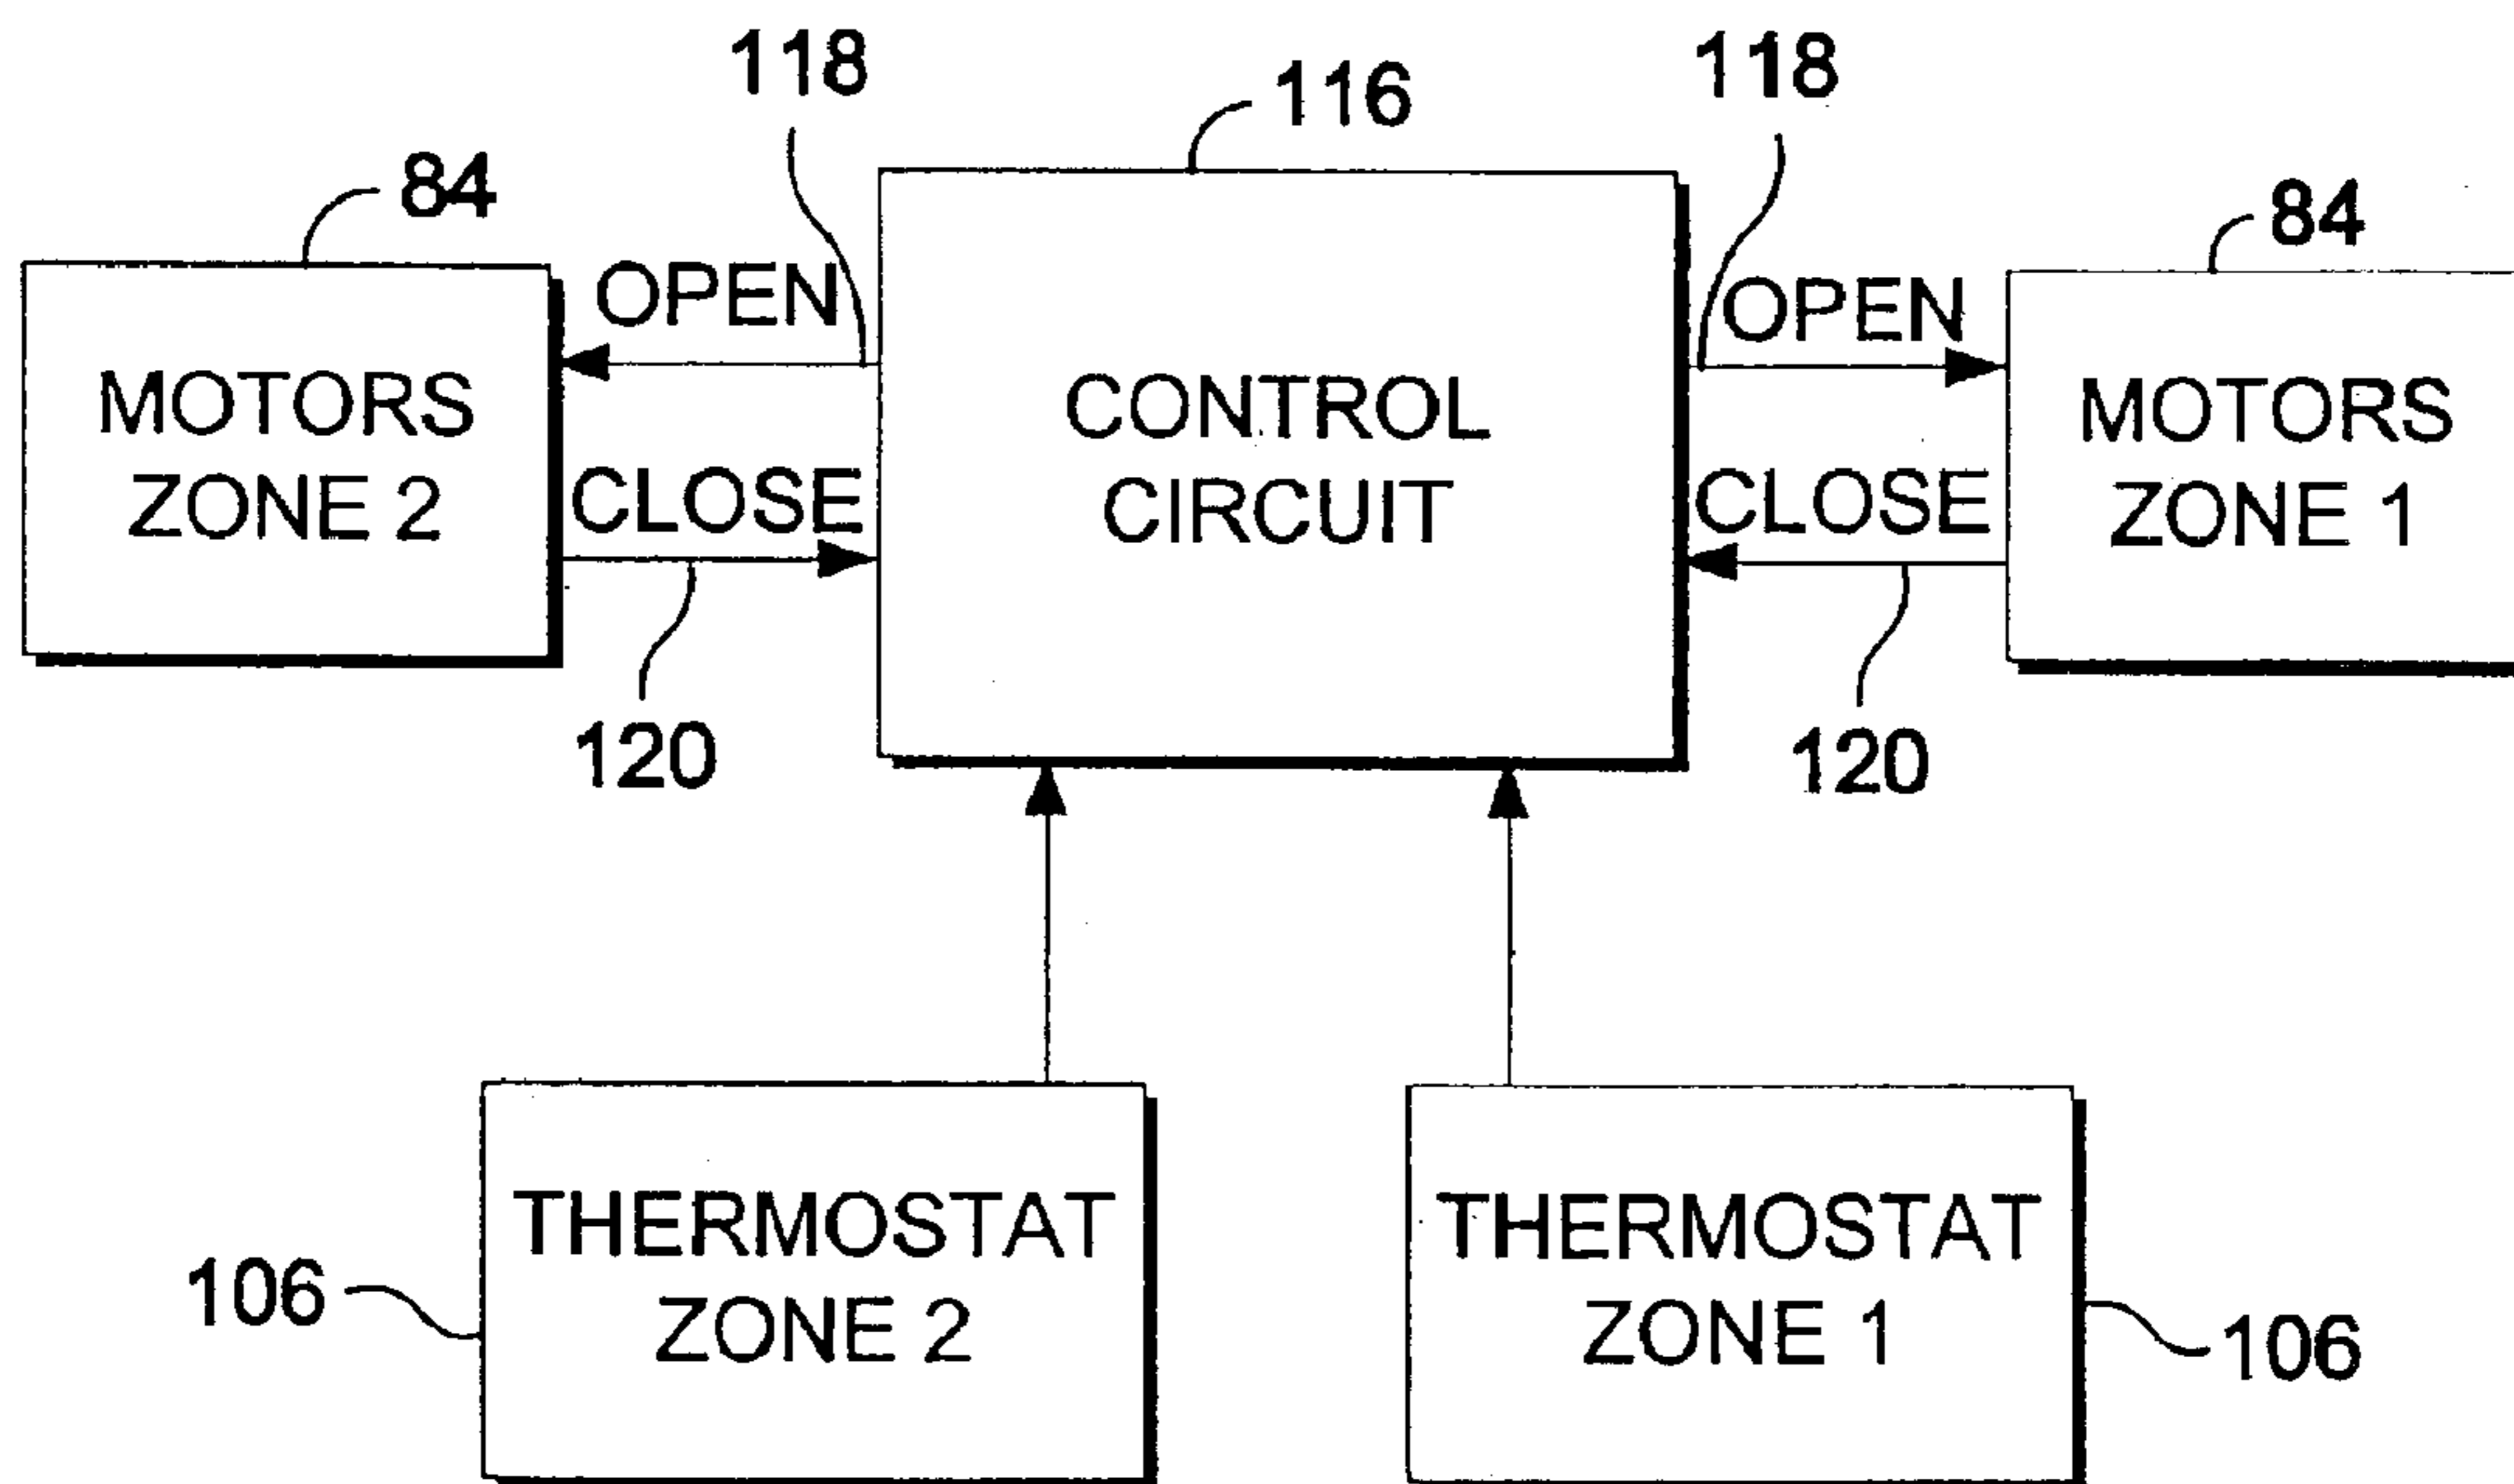 118
116
118
84
84
OPEN
OPEN
MOTORS
ZONE 2
CONTROL
CIRCUIT
MOTORS
ZONE 1
CLOSE
CLOSE
120
120
THERMOSTAT
ZONE 2
THERMOSTAT
ZONE 1
106
106